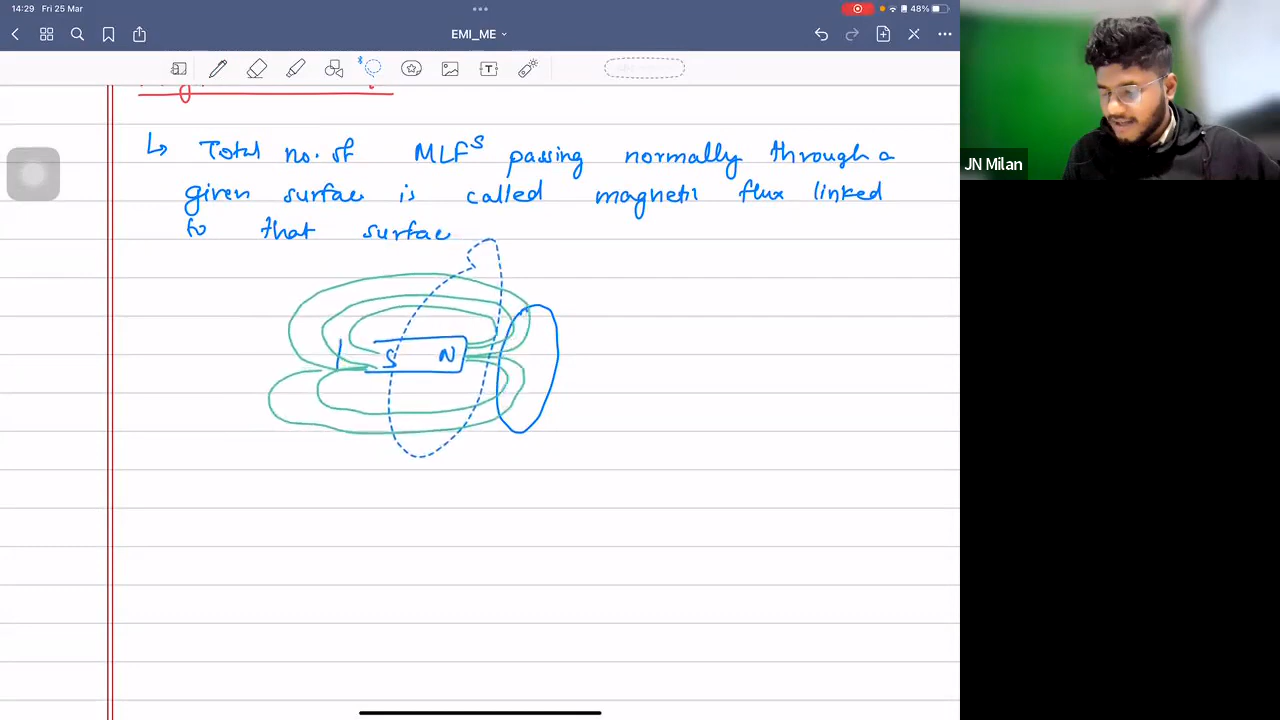 14:29 Fri 25 Mar
48%
EMI_ME
↳ Total no. of MLFs passing normally through a
given surface is called magnetic flux linked
to that surface
S N
JN Milan